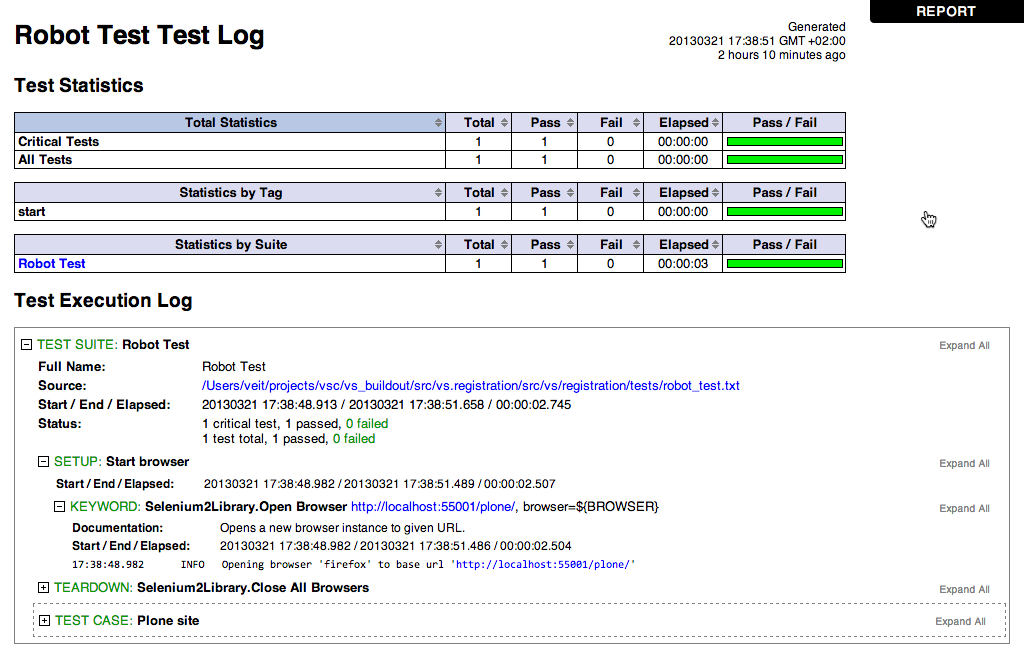 REPORT
Robot Test Test Log
Generated
20130321 17:38:51 GMT +02:00
2 hours 10 minutes ago
Test Statistics
Total Statistics Total Pass Fail Elapsed Pass / Fail
Critical Tests 1 1 0 00:00:00
All Tests 1 1 0 00:00:00
Statistics by Tag Total Pass Fail Elapsed Pass / Fail
start 1 1 0 00:00:00
Statistics by Suite Total Pass Fail Elapsed Pass / Fail
Robot Test 1 1 0 00:00:03
Test Execution Log
TEST SUITE: Robot Test Expand All
Full Name: Robot Test
Source: /Users/veit/projects/vsc/vs_buildout/src/vs.registration/src/vs/registration/tests/robot_test.txt
Start / End / Elapsed: 20130321 17:38:48.913 / 20130321 17:38:51.658 / 00:00:02.745
Status: 1 critical test, 1 passed, 0 failed
1 test total, 1 passed, 0 failed
SETUP: Start browser Expand All
Start / End / Elapsed: 20130321 17:38:48.982 / 20130321 17:38:51.489 / 00:00:02.507
KEYWORD: Selenium2Library.Open Browser http://localhost:55001/plone/, browser=${BROWSER} Expand All
Documentation: Opens a new browser instance to given URL.
Start / End / Elapsed: 20130321 17:38:48.982 / 20130321 17:38:51.486 / 00:00:02.504
17:38:48.982 INFO Opening browser 'firefox' to base url 'http://localhost:55001/plone/'
TEARDOWN: Selenium2Library.Close All Browsers Expand All
TEST CASE: Plone site Expand All